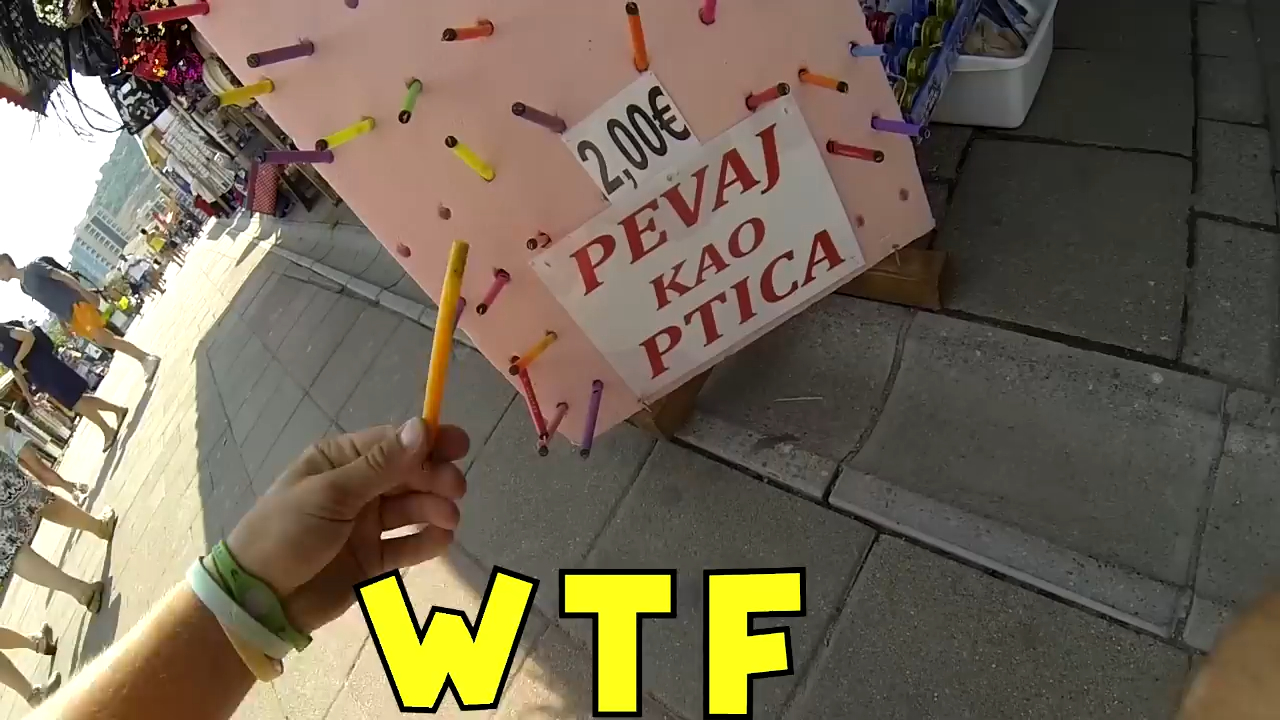 2,00€
PEVAJ
KAO
PTICA
WTF